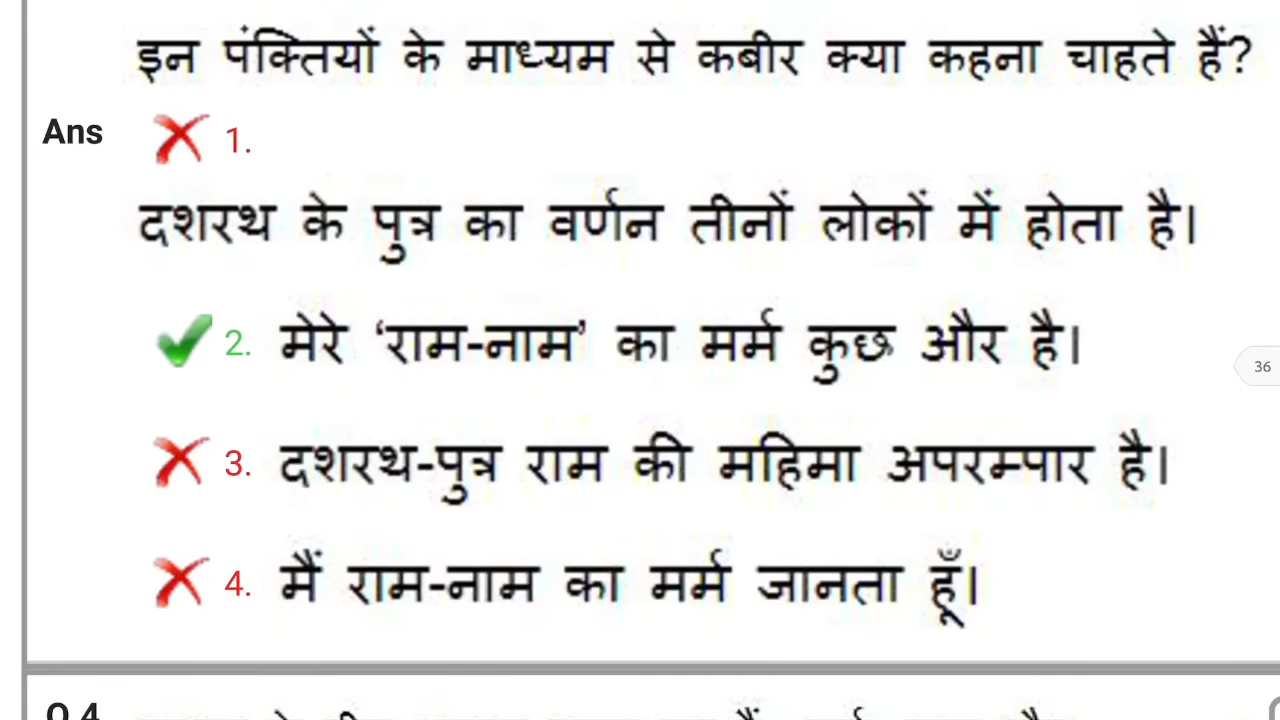 इन पंक्तियों के माध्यम से कबीर क्या कहना चाहते हैं?
Ans 1.
दशरथ के पुत्र का वर्णन तीनों लोकों में होता है।
2. मेरे ‘राम-नाम’ का मर्म कुछ और है।
36
3. दशरथ-पुत्र राम की महिमा अपरम्पार है।
4. मैं राम-नाम का मर्म जानता हूँ।
Q.4